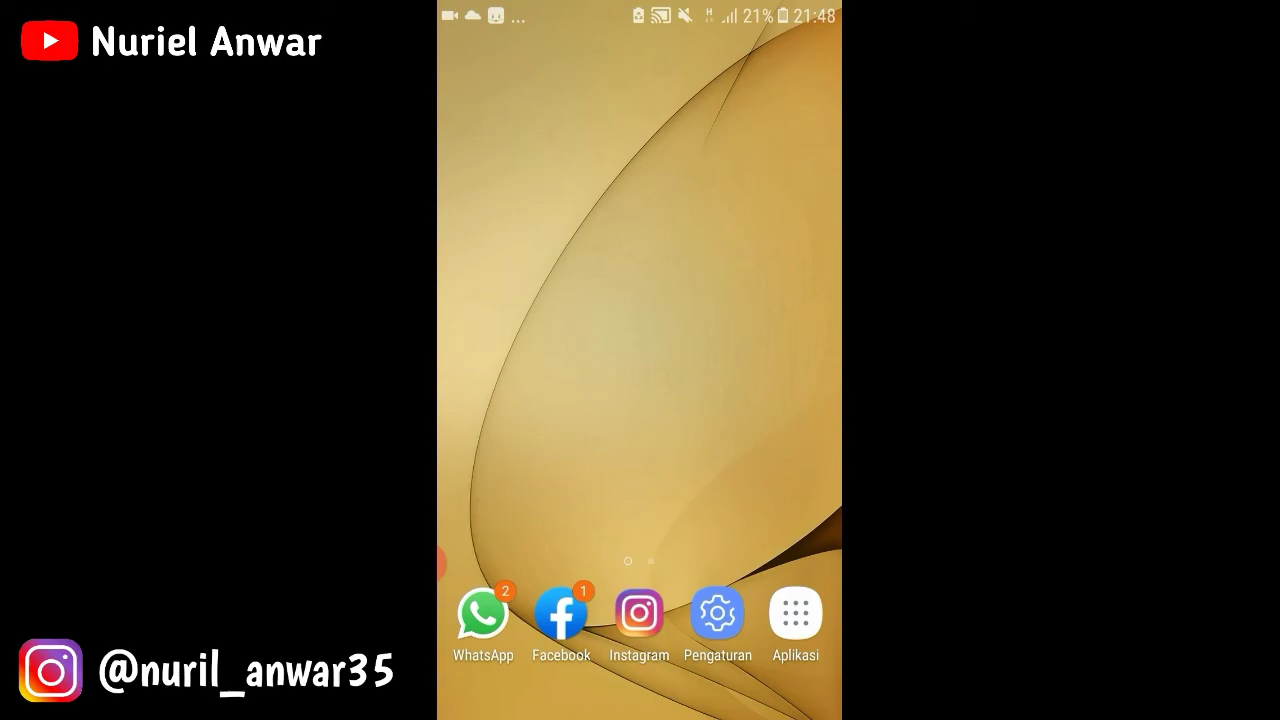 Nuriel Anwar
... H 21% 21:48
2 1
WhatsApp Facebook Instagram Pengaturan Aplikasi
@nuril_anwar35